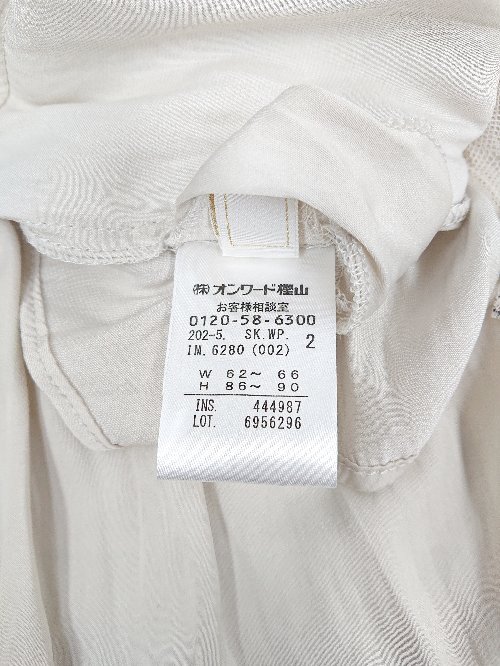 ㈱オンワード樫山
お客様相談室
0120-58-6300
202-5. SK.WP. 2
IM. 6280 (002)
W 62～ 66
H 86～ 90
INS. 444987
LOT. 6956296